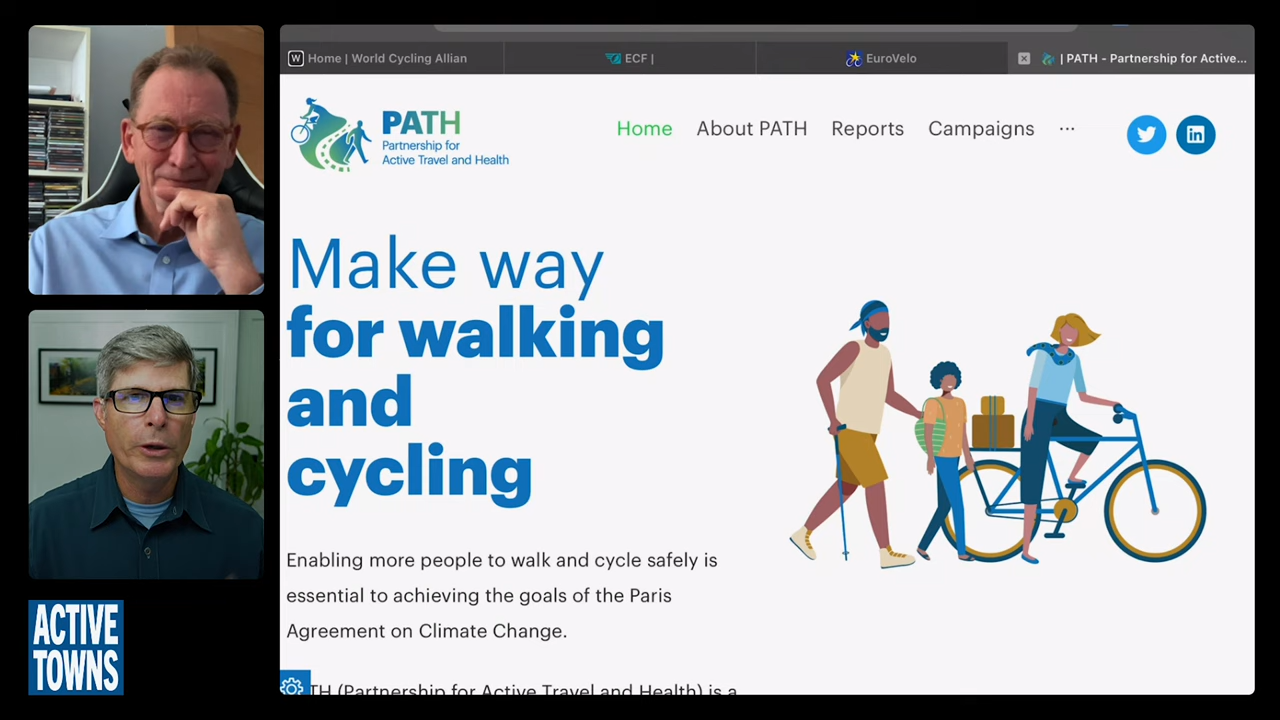 Home | World Cycling Allian
ECF |
EuroVelo
| PATH - Partnership for Active...
PATH
Partnership for
Active Travel and Health
Home
About PATH
Reports
Campaigns
...
Make way
for walking
and
cycling
Enabling more people to walk and cycle safely is
essential to achieving the goals of the Paris
Agreement on Climate Change.
TH (Partnership for Active Travel and Health) is a
ACTIVE
TOWNS